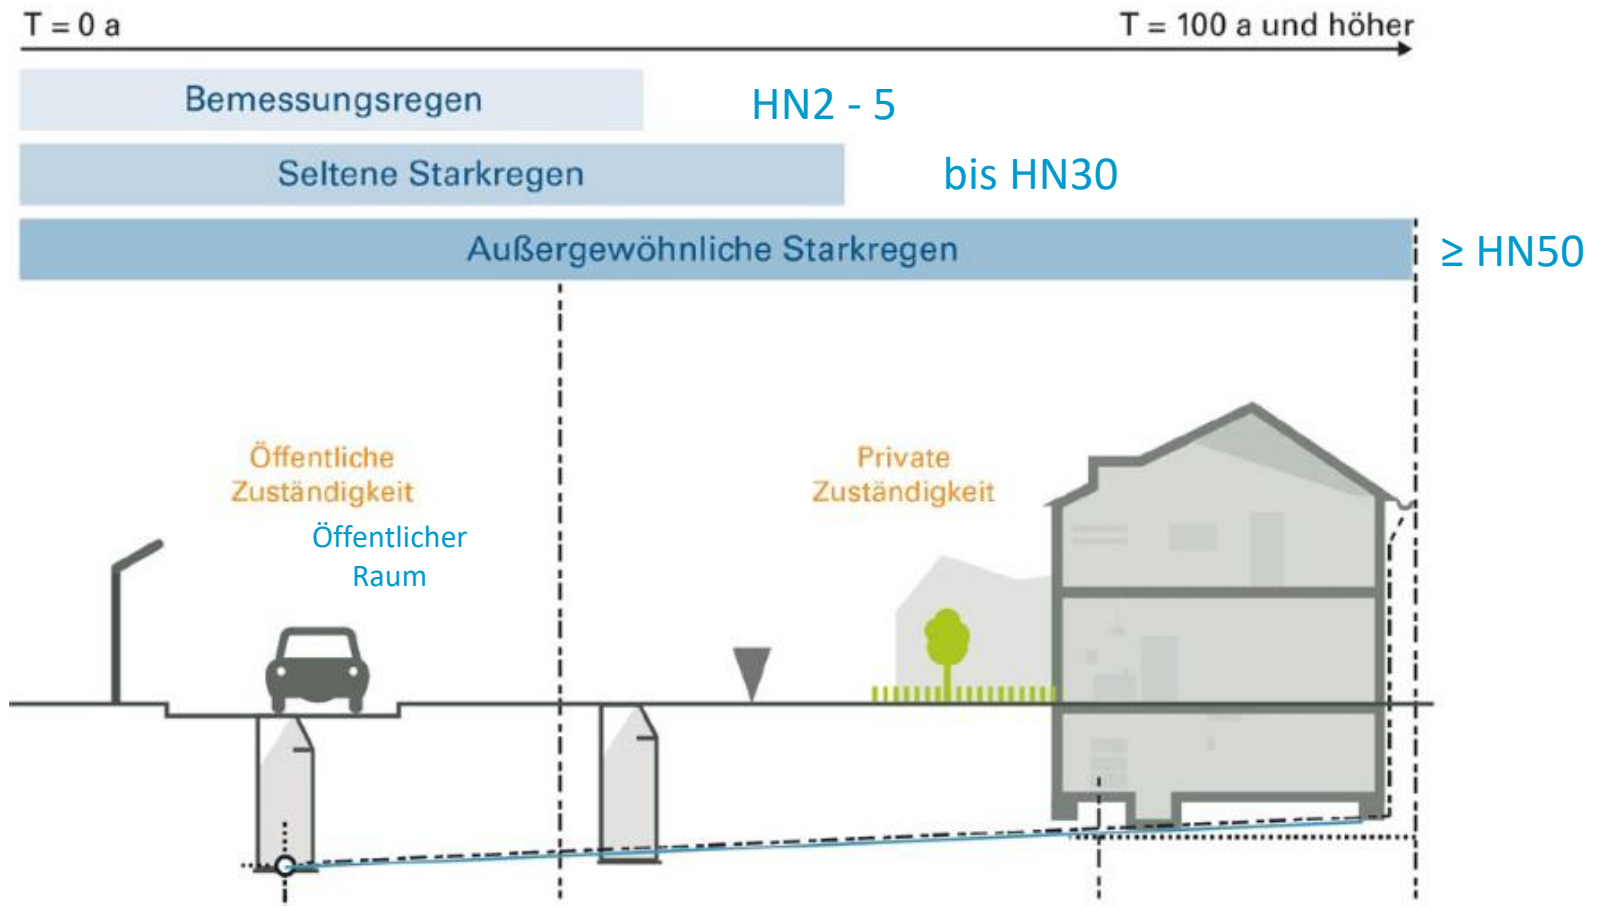 T = 0 a
T = 100 a und höher
Bemessungsregen
HN2 - 5
Seltene Starkregen
bis HN30
Außergewöhnliche Starkregen
≥ HN50
Öffentliche
Zuständigkeit
Öffentlicher
Raum
Private
Zuständigkeit